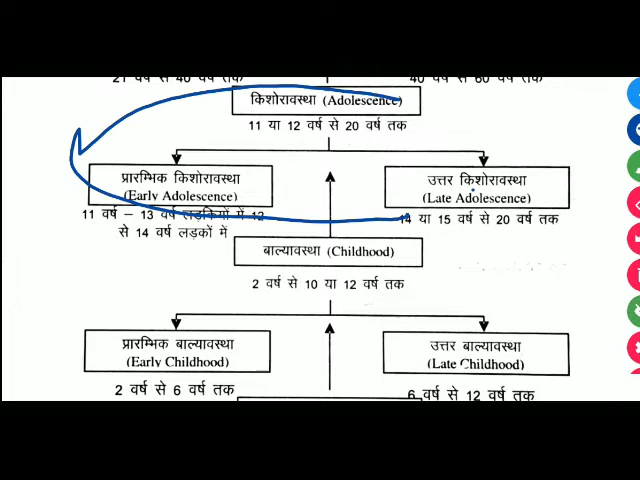 21 वर्ष से 40 वर्ष तक 40 वर्ष से 60 वर्ष तक
किशोरावस्था (Adolescence)
11 या 12 वर्ष से 20 वर्ष तक
प्रारम्भिक किशोरावस्था
(Early Adolescence)
11 वर्ष – 13 वर्ष लड़कियों में 12
से 14 वर्ष लड़कों में
उत्तर किशोरावस्था
(Late Adolescence)
14 या 15 वर्ष से 20 वर्ष तक
बाल्यावस्था (Childhood)
2 वर्ष से 10 या 12 वर्ष तक
प्रारम्भिक बाल्यावस्था
(Early Childhood)
2 वर्ष से 6 वर्ष तक
उत्तर बाल्यावस्था
(Late Childhood)
6 वर्ष से 12 वर्ष तक